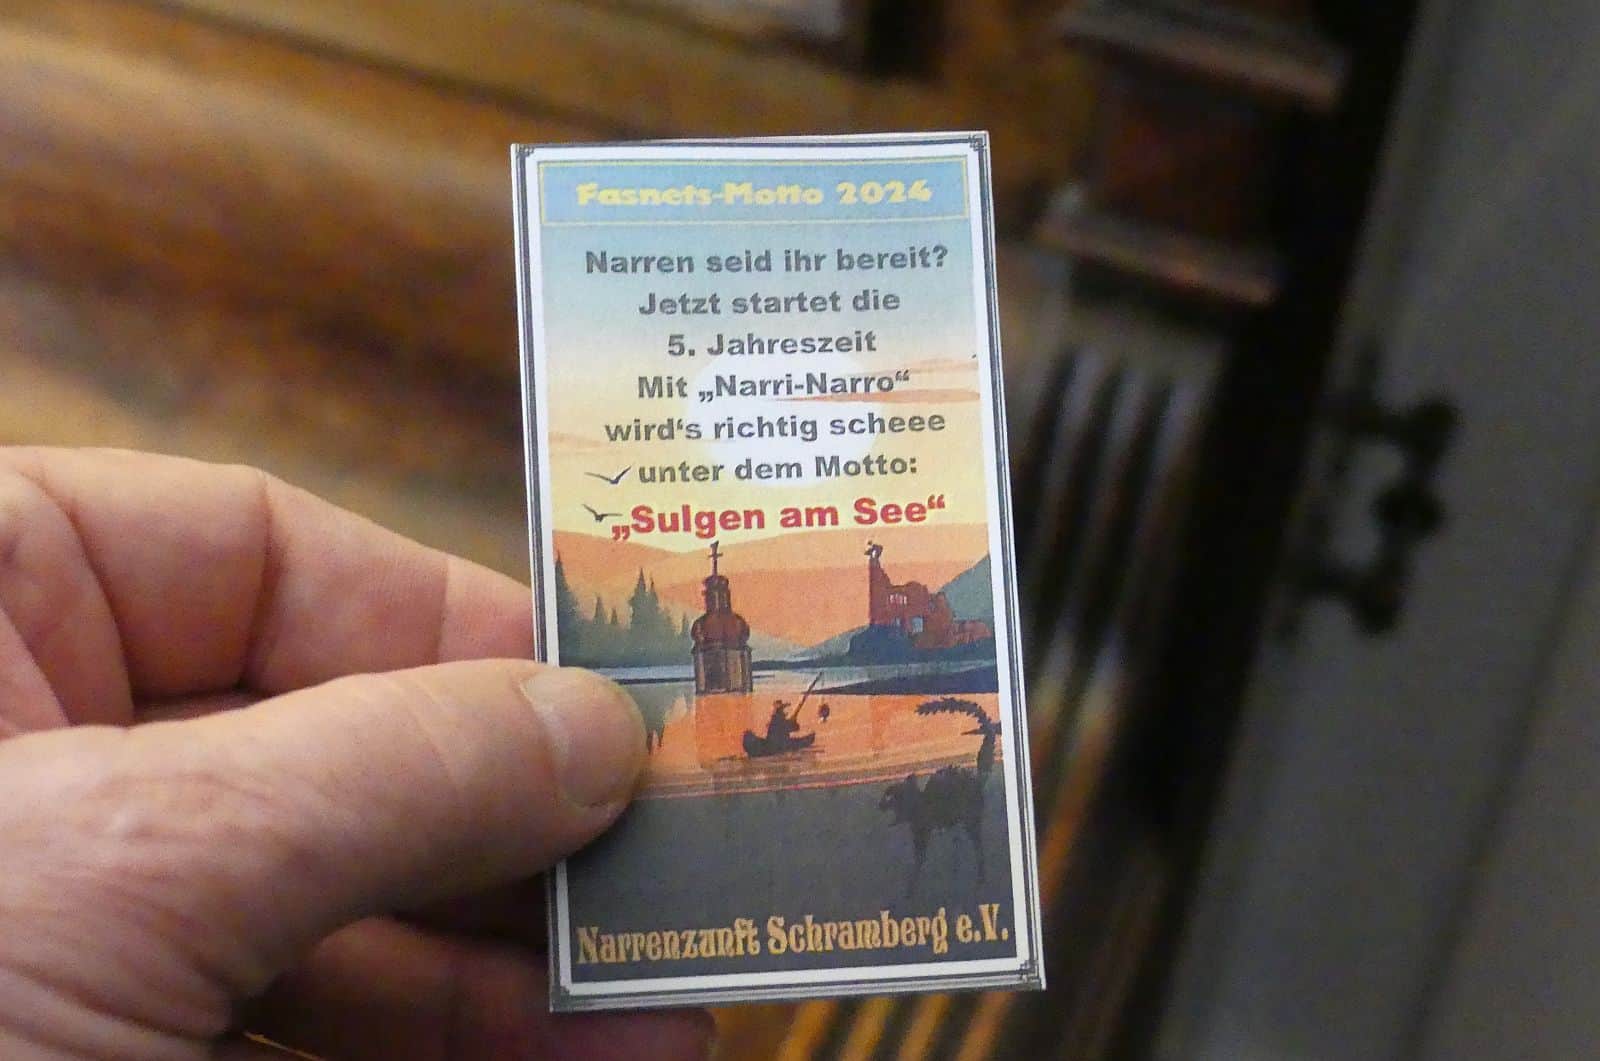 Fasnets-Motto 2024
Narren seid ihr bereit?
Jetzt startet die
5. Jahreszeit
Mit „Narri-Narro“
wird‘s richtig scheee
unter dem Motto:
„Sulgen am See“
Narrenzunft Schramberg e.V.